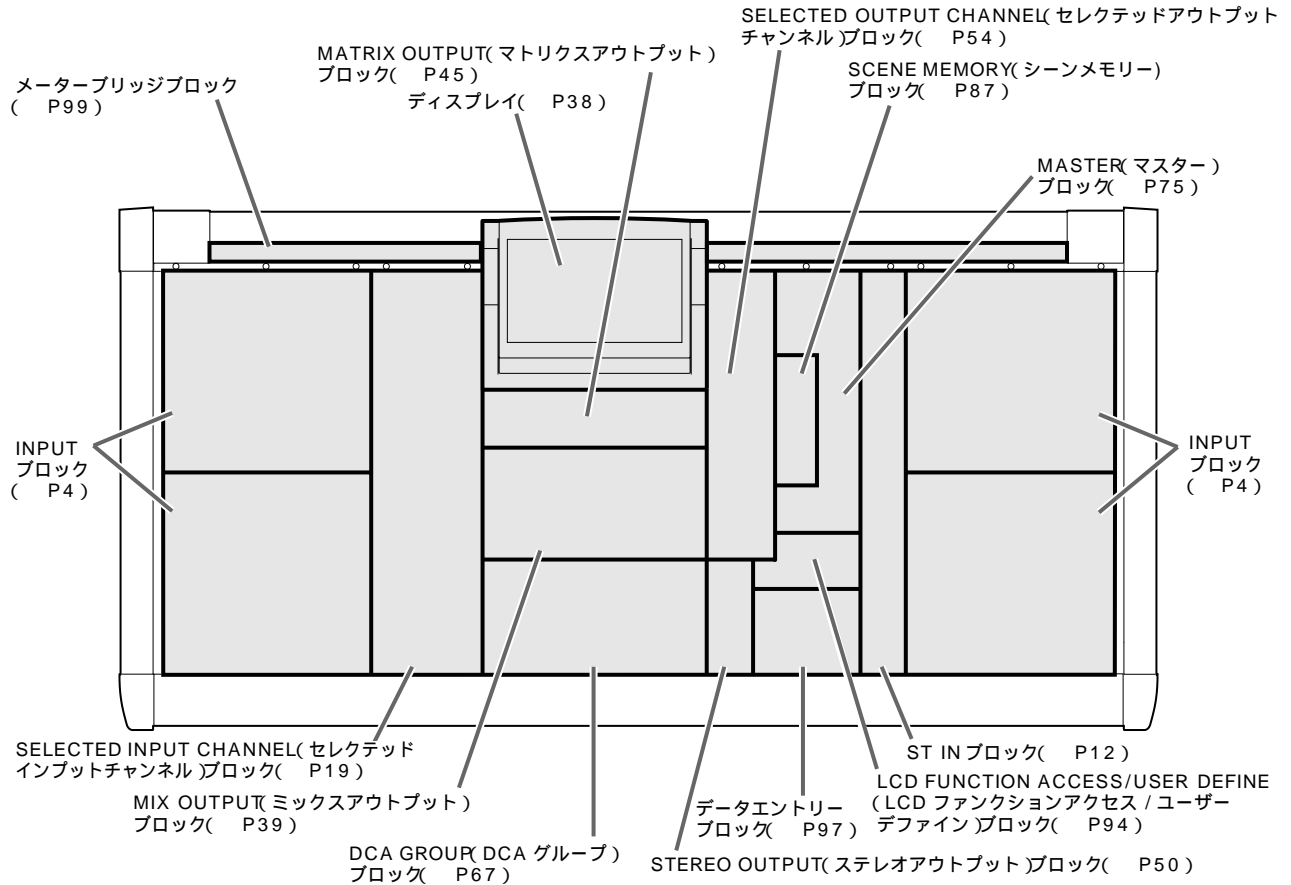 SELECTED OUTPUT CHANNEL(セレクテッドアウトプット
チャンネル)ブロック( P54)
MATRIX OUTPUT(マトリクスアウトプット)
ブロック( P45)
SCENE MEMORY(シーンメモリー)
ブロック( P87)
メーターブリッジブロック
( P99)
ディスプレイ( P38)
MASTER(マスター)
ブロック( P75)
INPUT
ブロック
( P4)
INPUT
ブロック
( P4)
SELECTED INPUT CHANNEL(セレクテッド
インプットチャンネル)ブロック( P19)
ST IN ブロック( P12)
LCD FUNCTION ACCESS/USER DEFINE
(LCD ファンクションアクセス / ユーザー
デファイン)ブロック( P94)
MIX OUTPUT(ミックスアウトプット)
ブロック( P39)
データエントリー
ブロック( P97)
DCA GROUP(DCA グループ)
ブロック( P67)
STEREO OUTPUT(ステレオアウトプット)ブロック( P50)